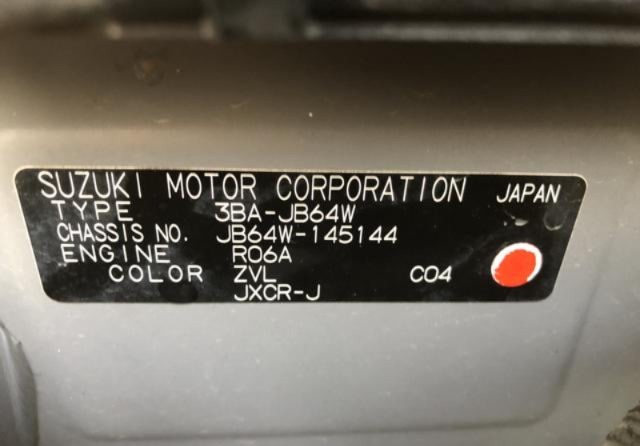 SUZUKI MOTOR CORPORATION JAPAN
TYPE 3BA-JB64W
CHASSIS NO. JB64W-145144
ENGINE R06A
COLOR ZVL C04
JXCR-J